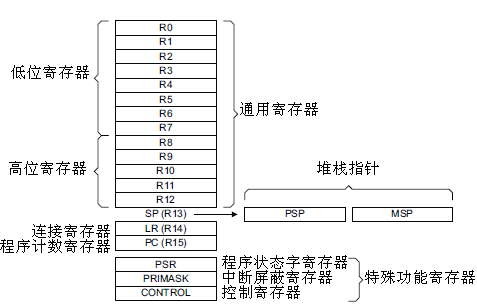 R0
R1
R2
低位寄存器
R3
R4
R5
通用寄存器
R6
R7
R8
高位寄存器
R9
R10
堆栈指针
R11
R12
SP (R13)
PSP
MSP
连接寄存器
LR (R14)
程序计数寄存器
PC (R15)
PSR
程序状态字寄存器
PRIMASK
中断屏蔽寄存器
特殊功能寄存器
CONTROL
控制寄存器